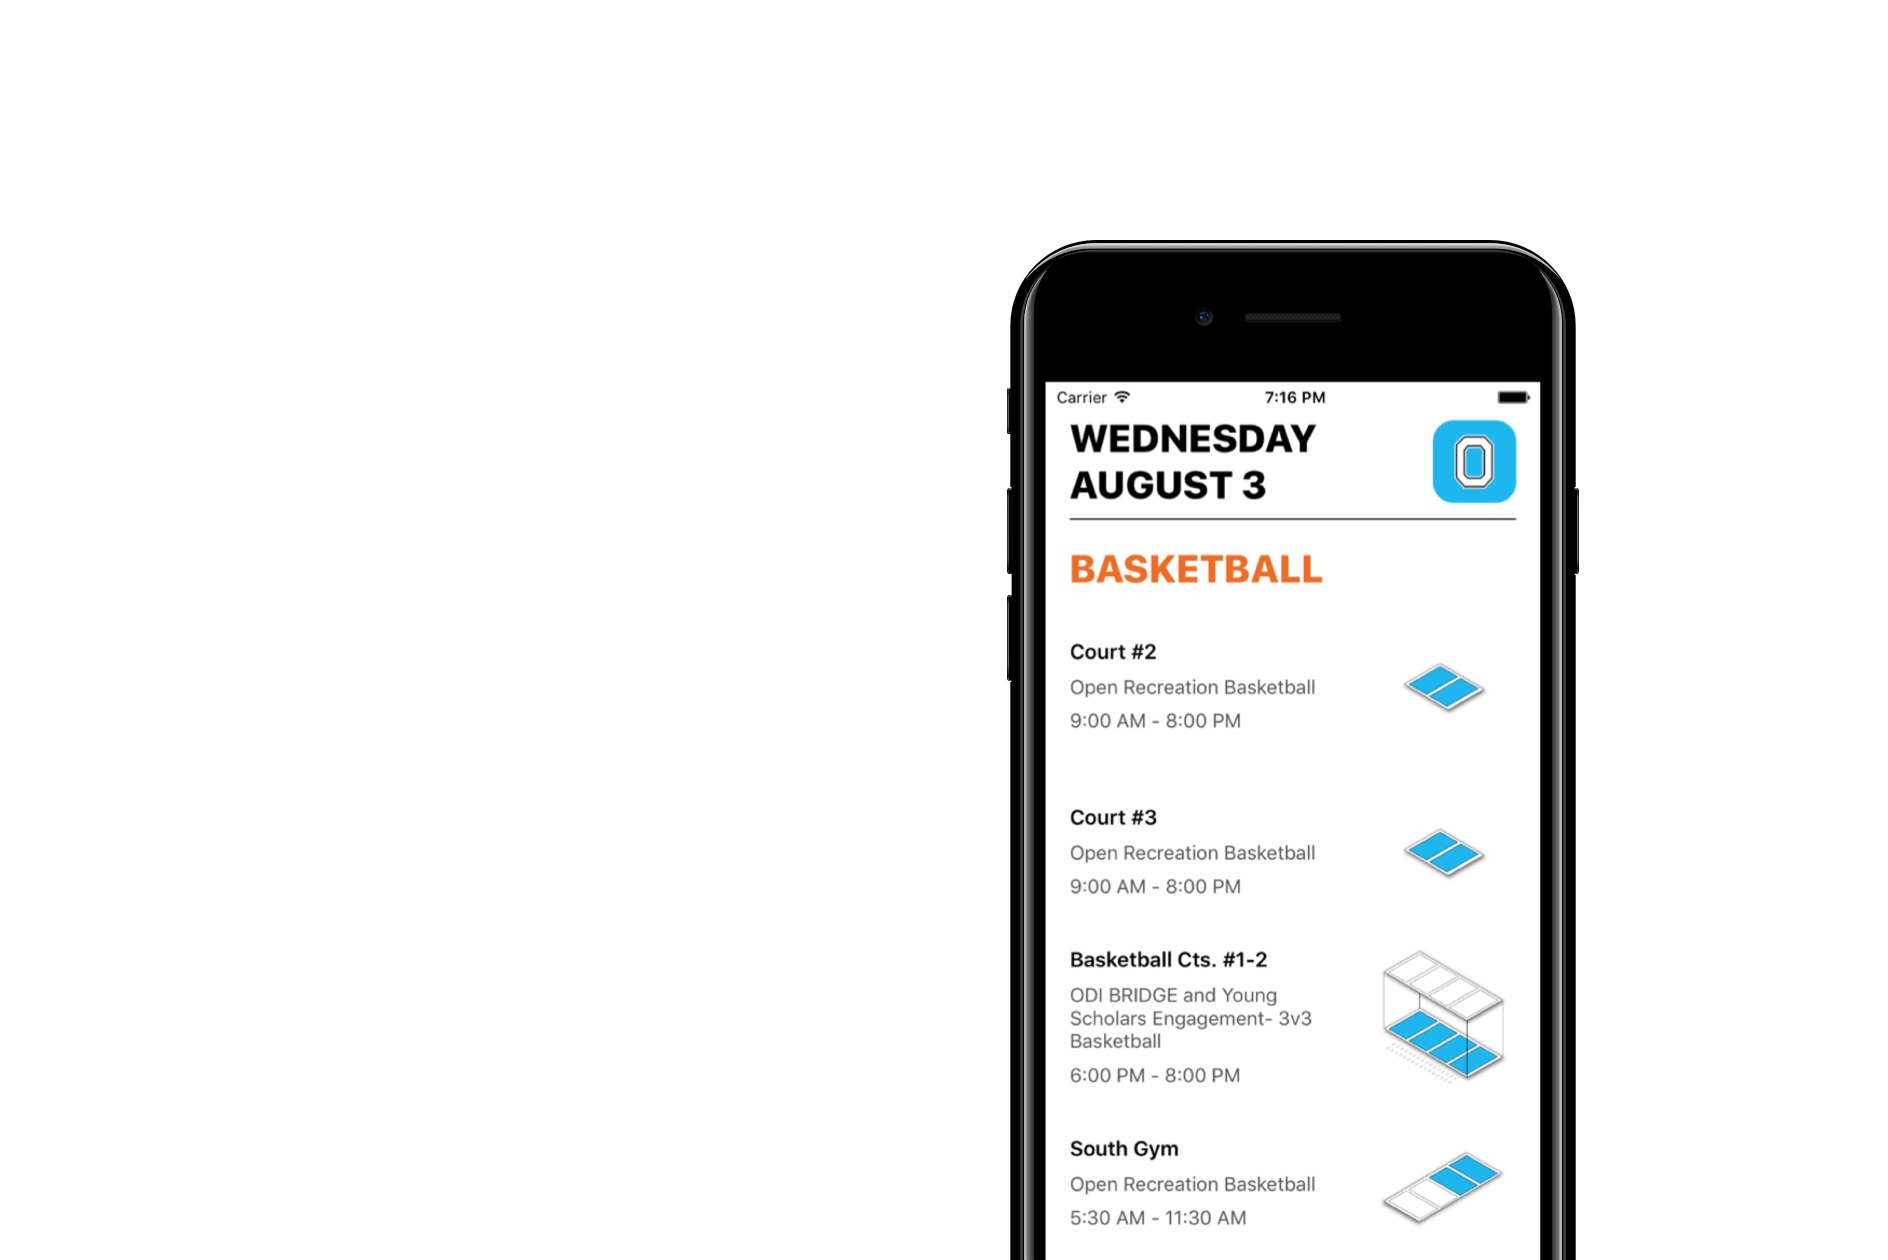 Carrier 7:16 PM
WEDNESDAY
AUGUST 3
O
BASKETBALL
Court #2
Open Recreation Basketball
9:00 AM - 8:00 PM
Court #3
Open Recreation Basketball
9:00 AM - 8:00 PM
Basketball Cts. #1-2
ODI BRIDGE and Young
Scholars Engagement- 3v3
Basketball
6:00 PM - 8:00 PM
South Gym
Open Recreation Basketball
5:30 AM - 11:30 AM